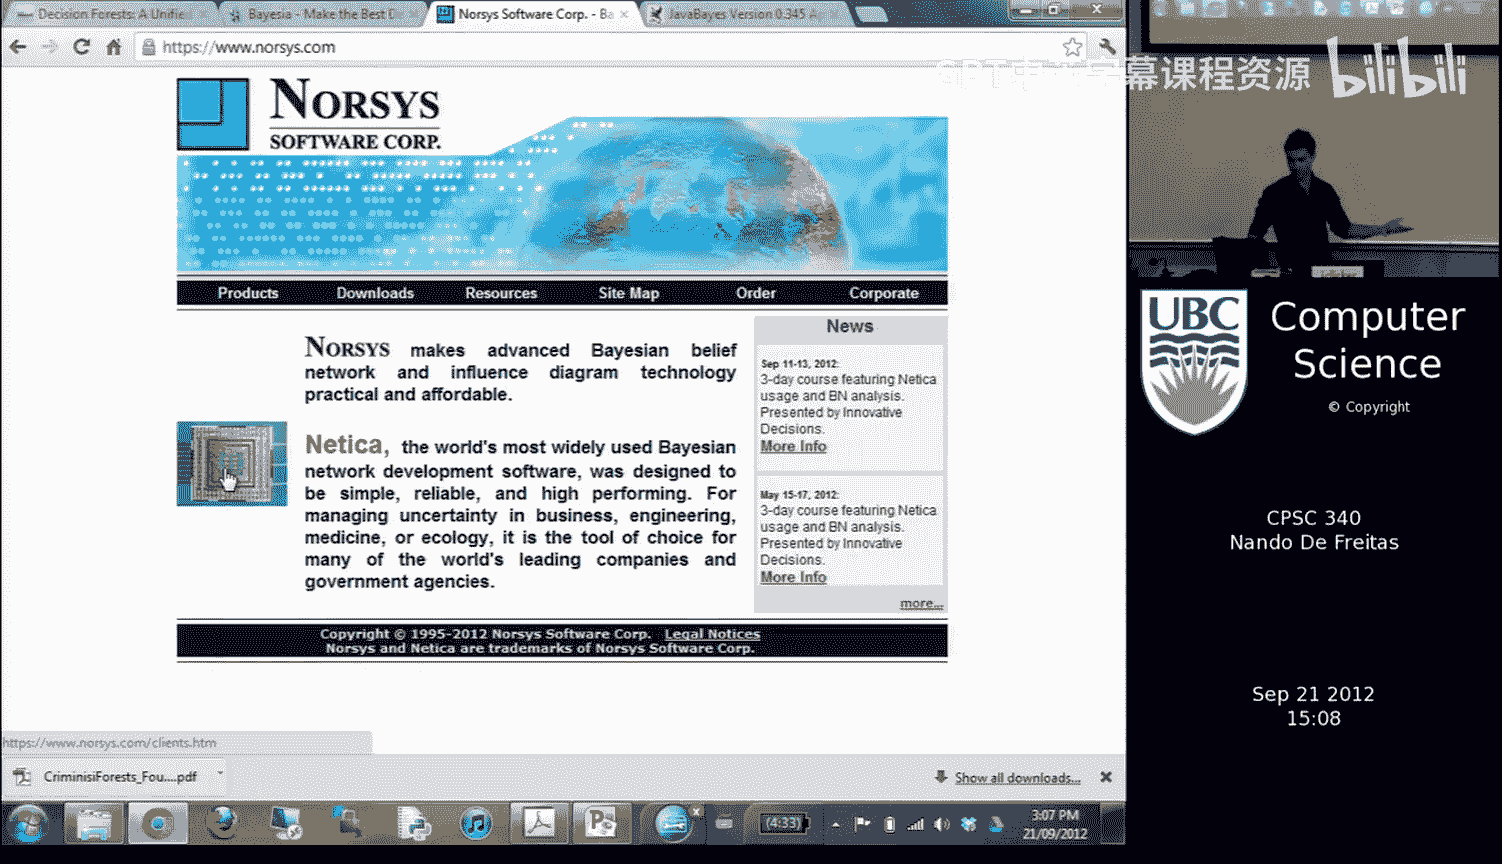 Decision Forests: A Unifie
Bayesia - Make the Best D
Norsys Software Corp. - Ba
JavaBayes Version 0.345 A
https://www.norsys.com
幕课程资源
bilibili
NORSYS
SOFTWARE CORP.
Products
Downloads
Resources
Site Map
Order
Corporate
NORSYS makes advanced Bayesian belief
network and influence diagram technology
practical and affordable.
Netica, the world's most widely used Bayesian
network development software, was designed to
be simple, reliable, and high performing. For
managing uncertainty in business, engineering,
medicine, or ecology, it is the tool of choice for
many of the world's leading companies and
government agencies.
News
Sep 11-13, 2012:
3-day course featuring Netica
usage and BN analysis.
Presented by Innovative
Decisions.
More Info
May 15-17, 2012:
3-day course featuring Netica
usage and BN analysis.
Presented by Innovative
Decisions.
More Info
more...
Copyright © 1995-2012 Norsys Software Corp. Legal Notices
Norsys and Netica are trademarks of Norsys Software Corp.
https://www.norsys.com/clients.htm
CriminisiForests_Fou....pdf
Show all downloads...
(4:33)
3:07 PM
21/09/2012
UBC
Computer
Science
© Copyright
CPSC 340
Nando De Freitas
Sep 21 2012
15:08